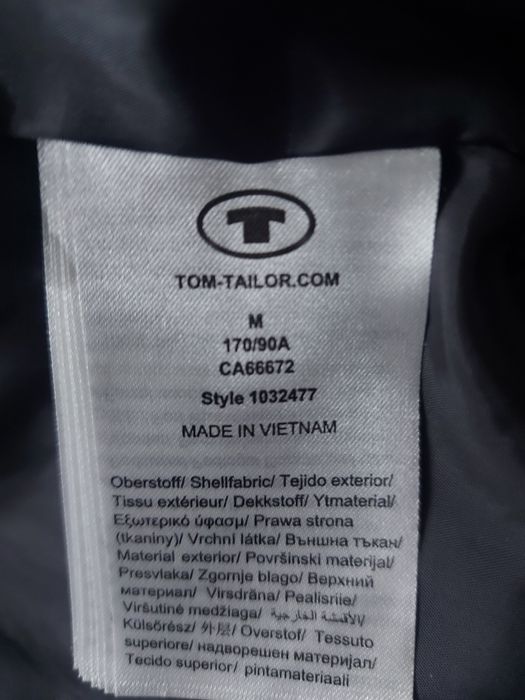 T
TOM-TAILOR.COM
M
170/90A
CA66672
Style 1032477
MADE IN VIETNAM
Oberstoff/ Shellfabric/ Tejido exterior/
Tissu extérieur/ Dekkstoff/ Ytmaterial/
Εξωτερικό ύφασμ/ Prawa strona
(tkaniny)/ Vrchní látka/ Външна тъкан/
Material exterior/ Površinski materijal/
Presvlaka/ Zgornje blago/ Верхний
материал/ Virsdrāna/ Pealisriie/
Viršutinė medžiaga/ الأقمشة الخارجية/
Külsőrész/ 外层/ Overstof/ Tessuto
superiore/ надворешен материјал/
Tecido superior/ pintamateriaali